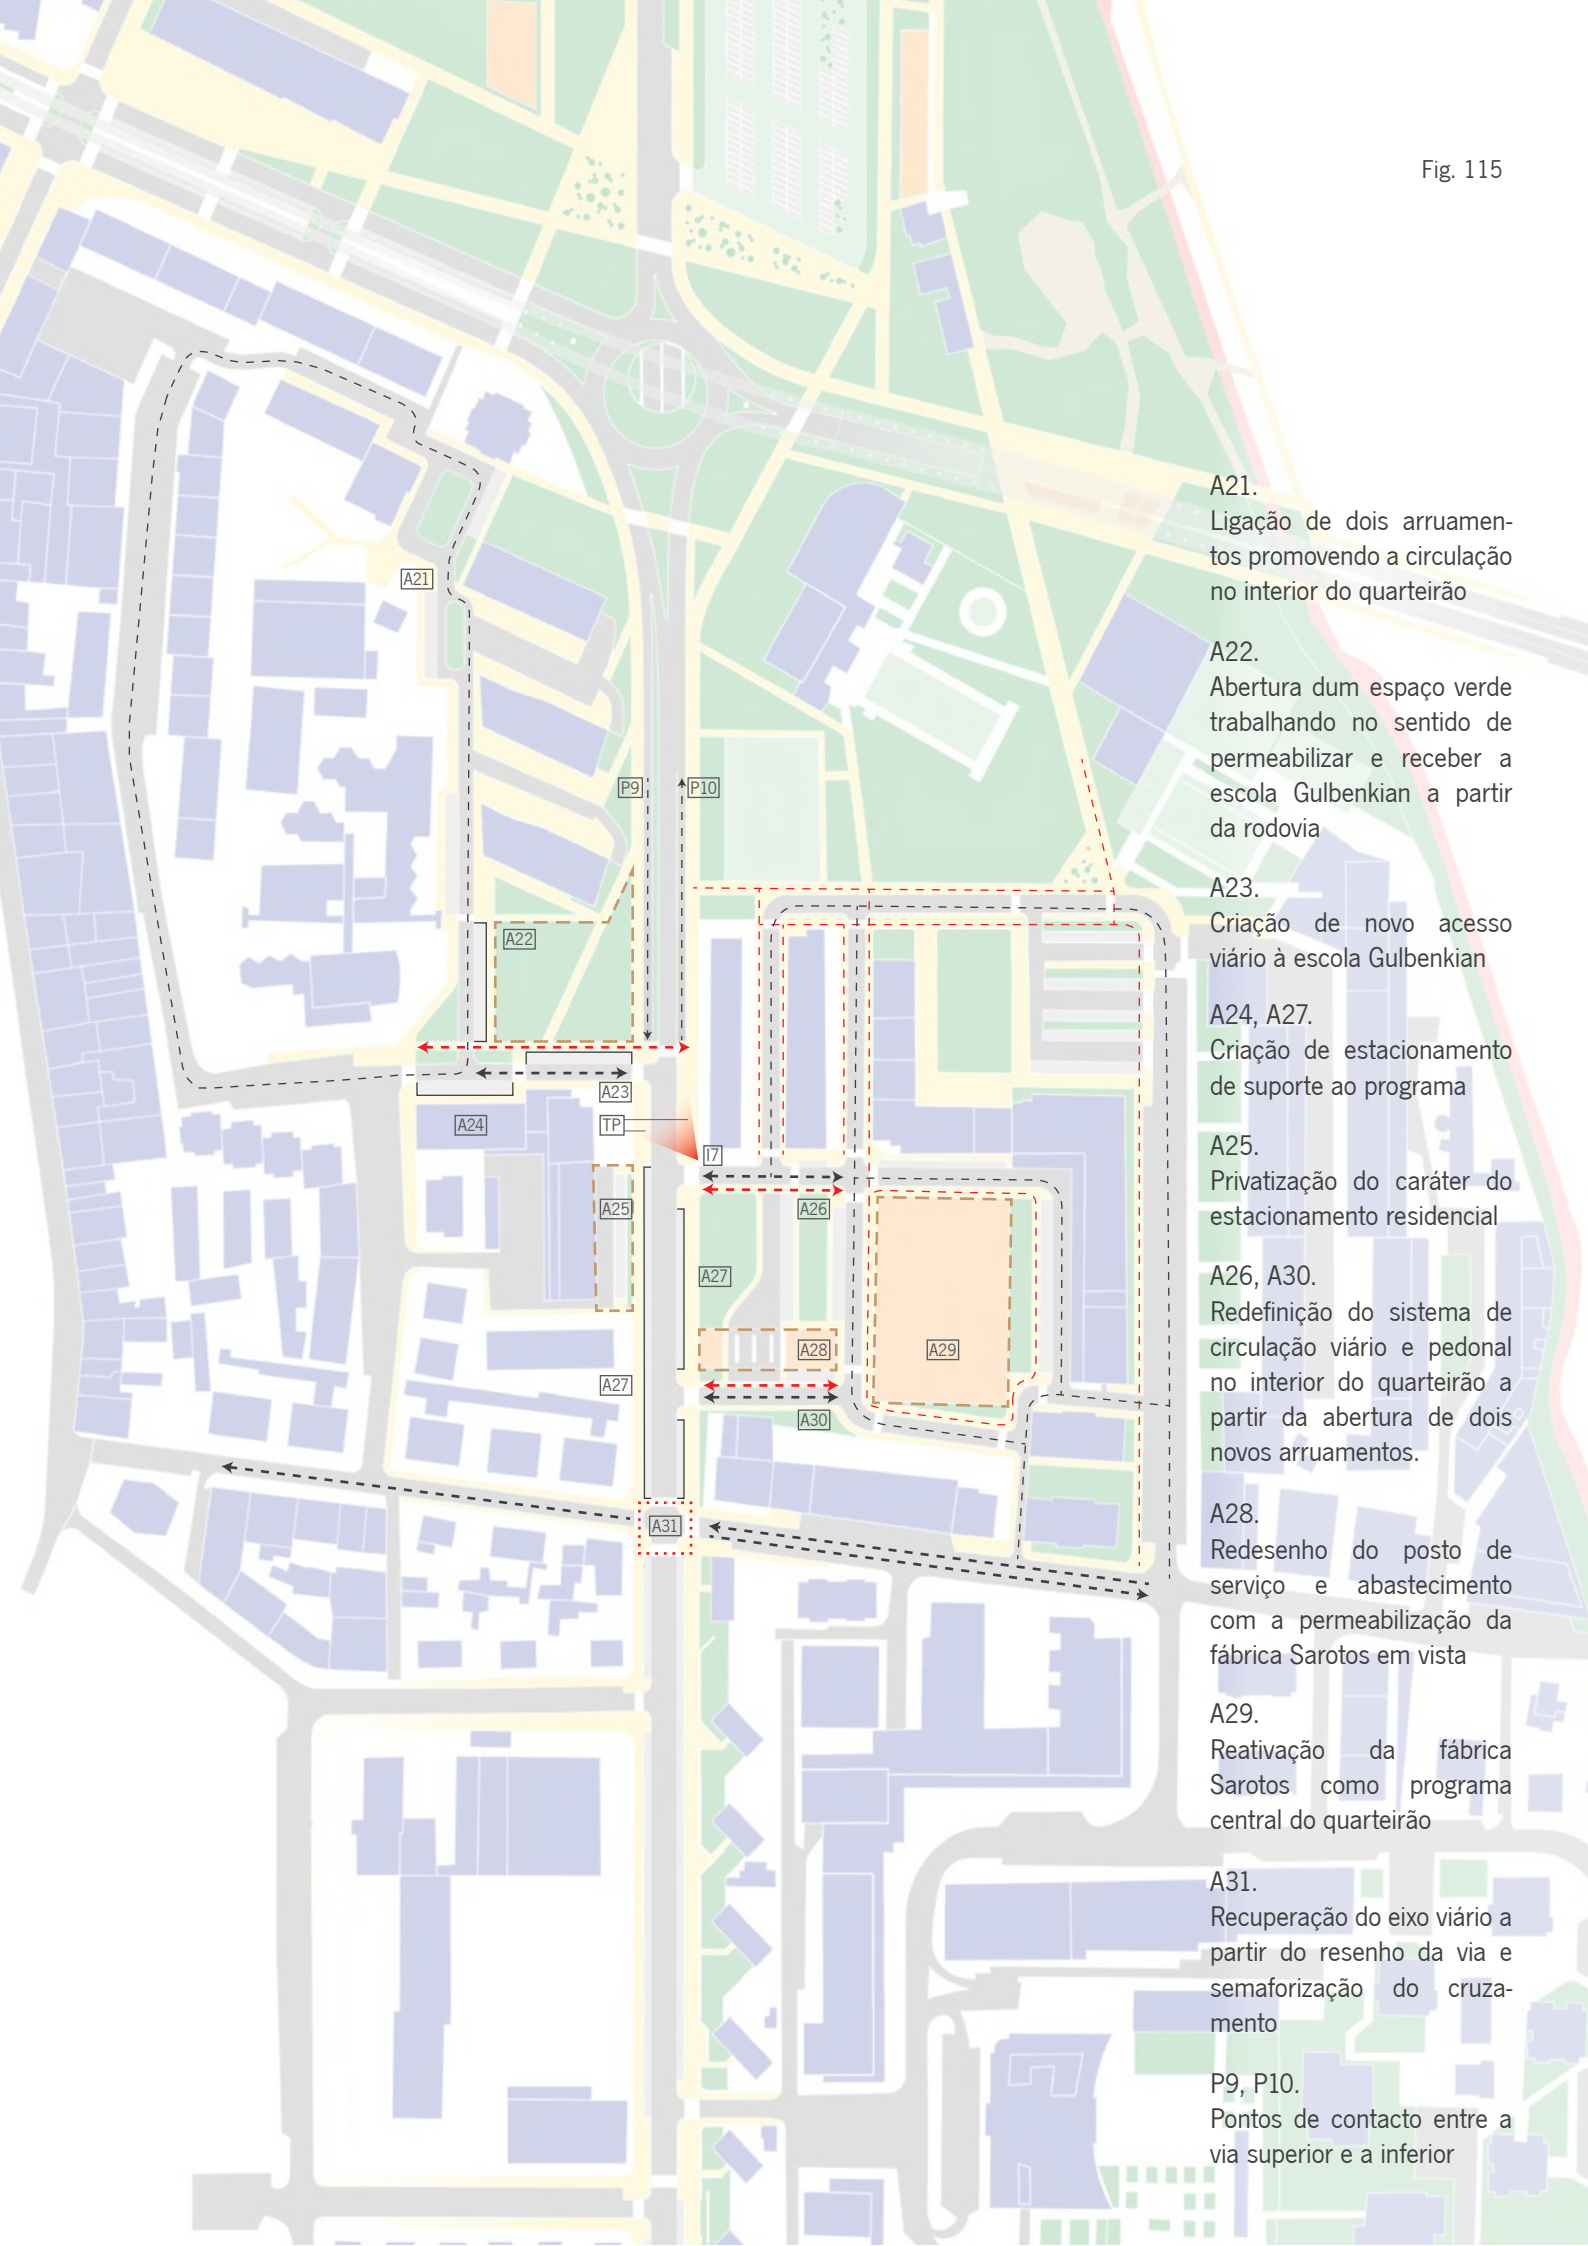 Fig. 115
A21
P9
P10
A22
A23
A24
TP
I7
A25
A26
A27
A28
A29
A27
A30
A31
A21.
Ligação de dois arruamen-
tos promovendo a circulação
no interior do quarteirão
A22.
Abertura dum espaço verde
trabalhando no sentido de
permeabilizar e receber a
escola Gulbenkian a partir
da rodovia
A23.
Criação de novo acesso
viário à escola Gulbenkian
A24, A27.
Criação de estacionamento
de suporte ao programa
A25.
Privatização do caráter do
estacionamento residencial
A26, A30.
Redefinição do sistema de
circulação viário e pedonal
no interior do quarteirão a
partir da abertura de dois
novos arruamentos.
A28.
Redesenho do posto de
serviço e abastecimento
com a permeabilização da
fábrica Sarotos em vista
A29.
Reativação da fábrica
Sarotos como programa
central do quarteirão
A31.
Recuperação do eixo viário a
partir do resenho da via e
semaforização do cruza-
mento
P9, P10.
Pontos de contacto entre a
via superior e a inferior